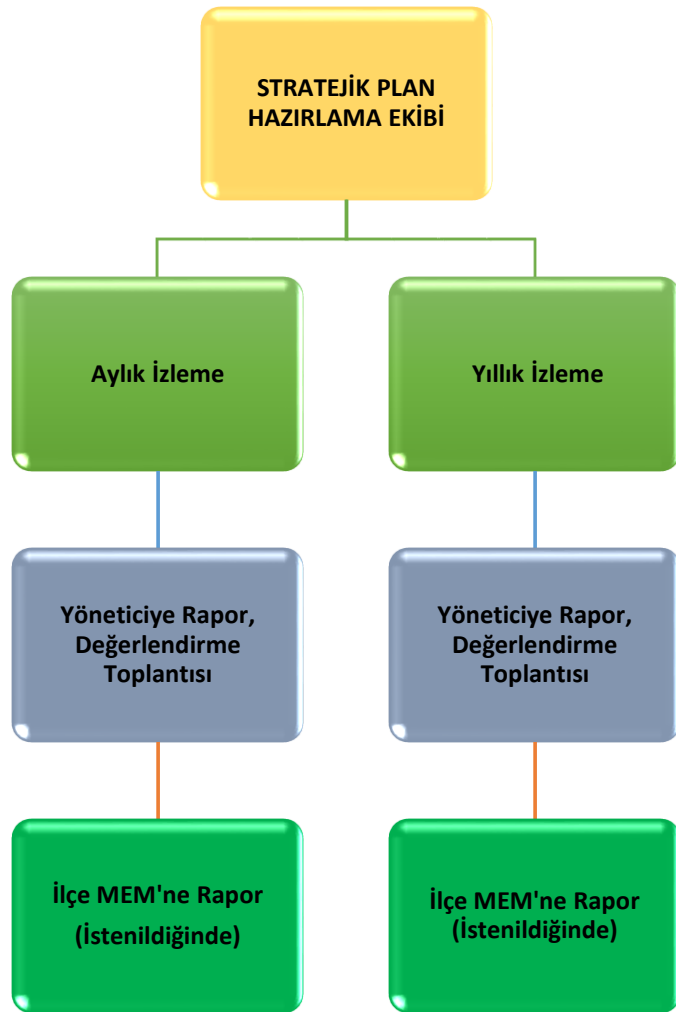 STRATEJİK PLAN
HAZIRLAMA EKİBİ
Aylık İzleme
Yıllık İzleme
Yöneticiye Rapor,
Değerlendirme
Toplantısı
Yöneticiye Rapor,
Değerlendirme
Toplantısı
İlçe MEM'ne Rapor
(İstenildiğinde)
İlçe MEM'ne Rapor
(İstenildiğinde)